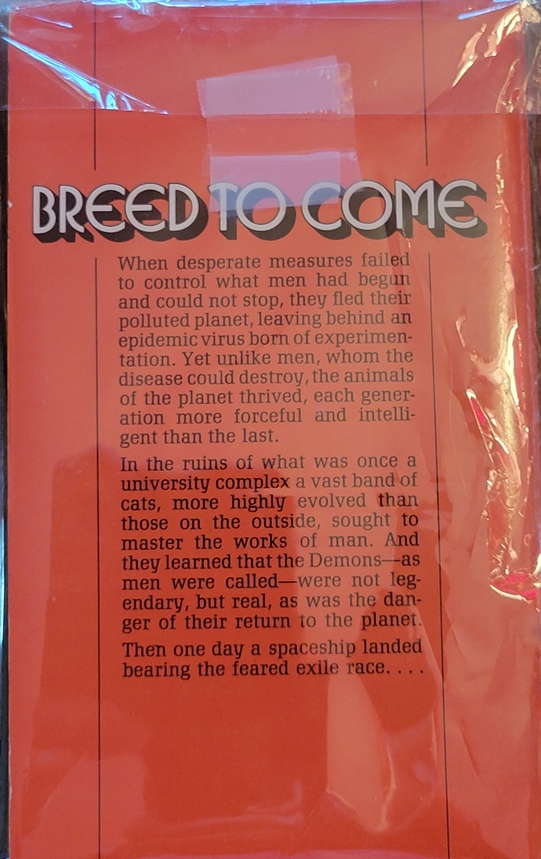 BREED TO COME
When desperate measures failed
to control what men had begun
and could not stop, they fled their
polluted planet, leaving behind an
epidemic virus born of experimen-
tation. Yet unlike men, whom the
disease could destroy, the animals
of the planet thrived, each gener-
ation more forceful and intelli-
gent than the last.
In the ruins of what was once a
university complex a vast band of
cats, more highly evolved than
those on the outside, sought to
master the works of man. And
they learned that the Demons—as
men were called—were not leg-
endary, but real, as was the dan-
ger of their return to the planet.
Then one day a spaceship landed
bearing the feared exile race. . . .